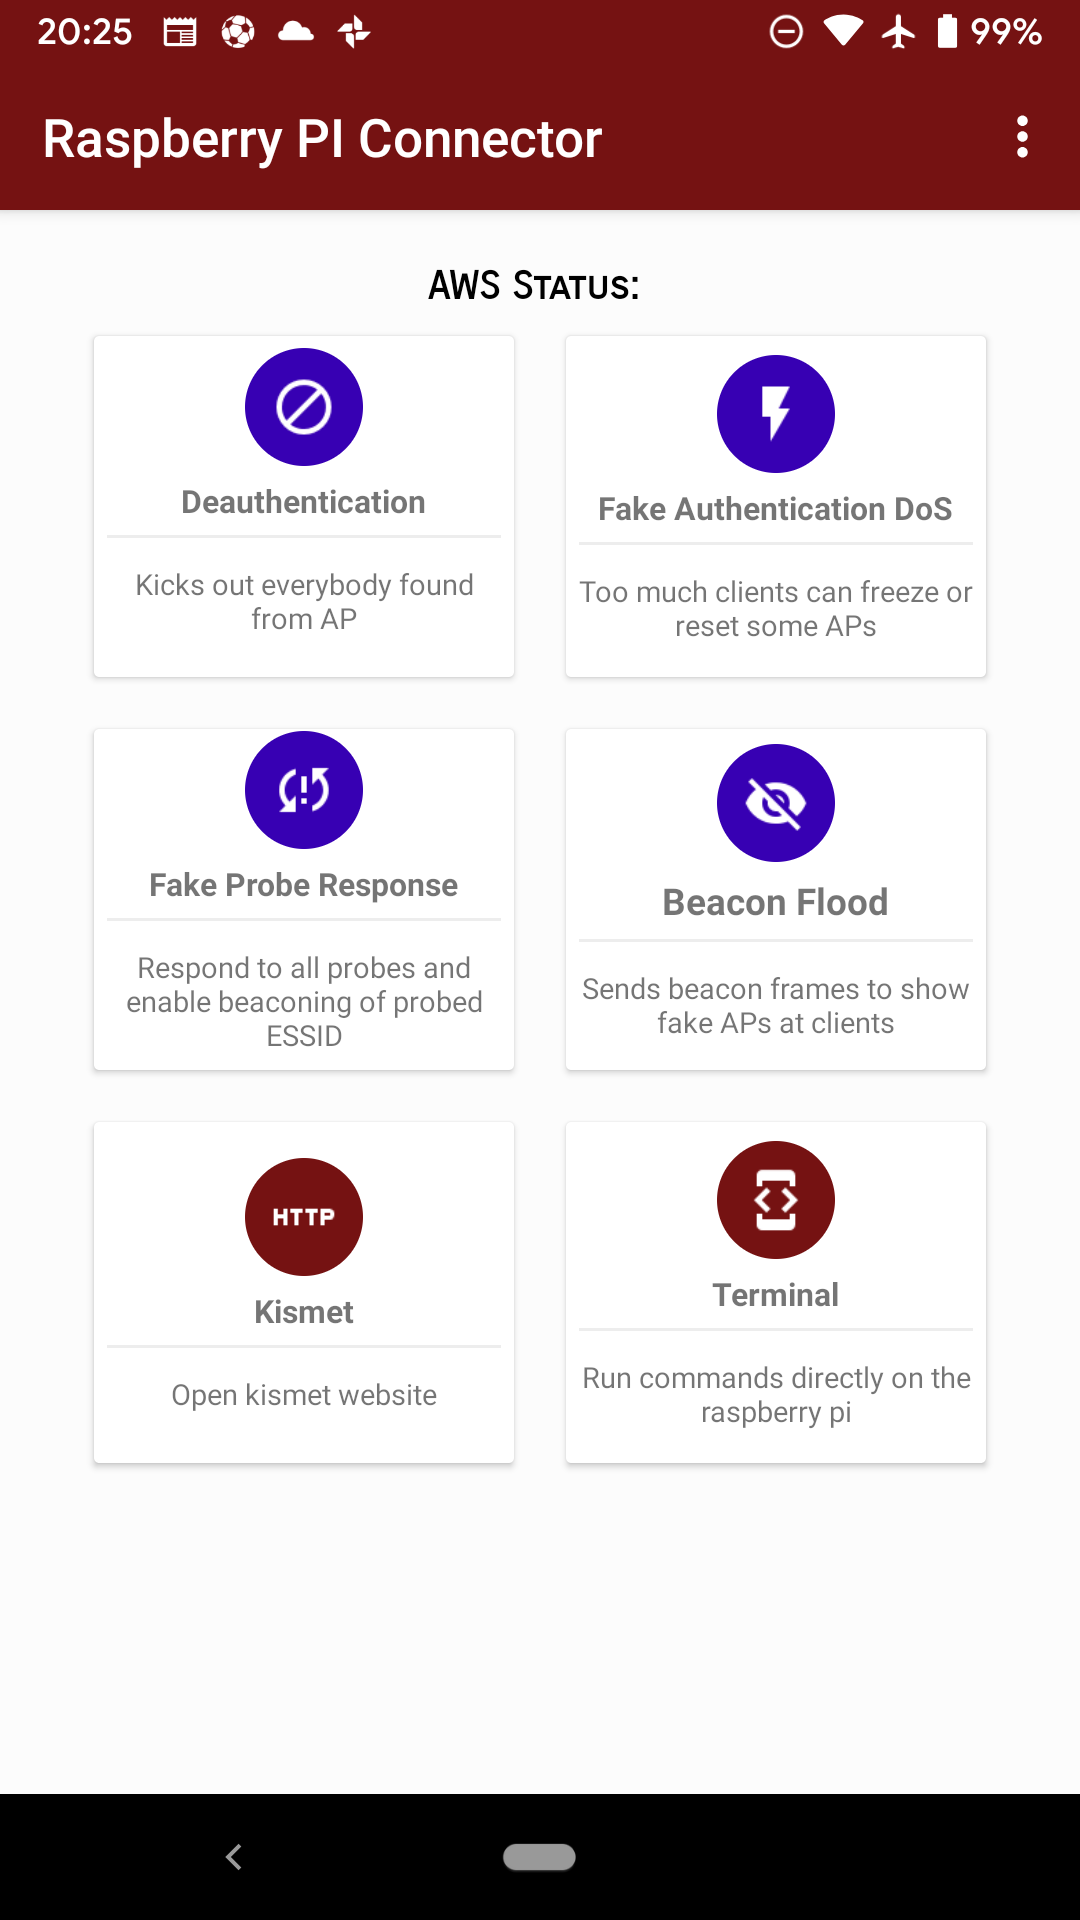 20:25 99%
Raspberry PI Connector
AWS Status:
Deauthentication
Kicks out everybody found
from AP
Fake Authentication DoS
Too much clients can freeze or
reset some APs
Fake Probe Response
Respond to all probes and
enable beaconing of probed
ESSID
Beacon Flood
Sends beacon frames to show
fake APs at clients
HTTP
Kismet
Open kismet website
Terminal
Run commands directly on the
raspberry pi